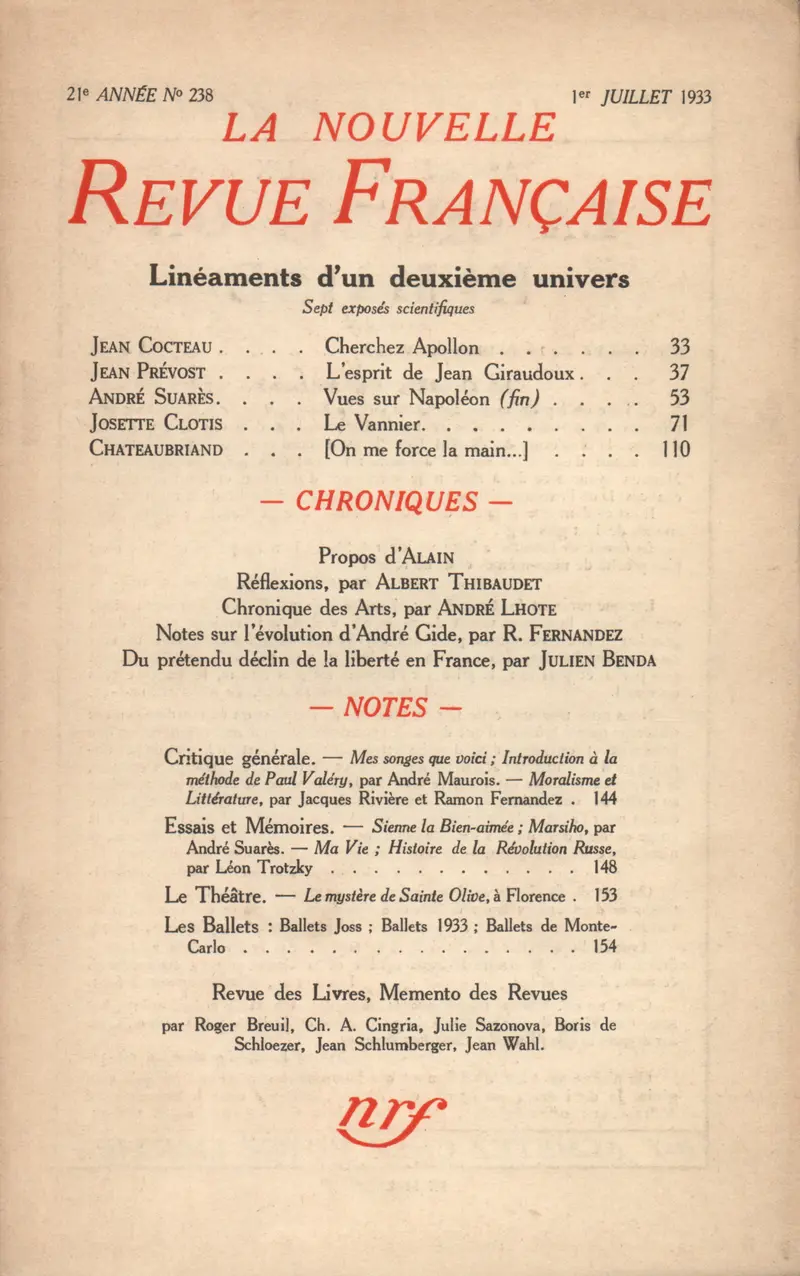 21e ANNÉE No 238
1er JUILLET 1933
LA NOUVELLE
REVUE FRANÇAISE
Linéaments d'un deuxième univers
Sept exposés scientifiques
JEAN COCTEAU . . . . Cherchez Apollon . . . . . . 33
JEAN PRÉVOST . . . . L'esprit de Jean Giraudoux . . . 37
ANDRÉ SUARÈS. . . . Vues sur Napoléon (fin) . . . . 53
JOSETTE CLOTIS . . . Le Vannier. . . . . . . . . 71
CHATEAUBRIAND . . . [On me force la main...] . . . . 110
— CHRONIQUES —
Propos d'ALAIN
Réflexions, par ALBERT THIBAUDET
Chronique des Arts, par ANDRÉ LHOTE
Notes sur l'évolution d'André Gide, par R. FERNANDEZ
Du prétendu déclin de la liberté en France, par JULIEN BENDA
— NOTES —
Critique générale. — Mes songes que voici ; Introduction à la
méthode de Paul Valéry, par André Maurois. — Moralisme et
Littérature, par Jacques Rivière et Ramon Fernandez . 144
Essais et Mémoires. — Sienne la Bien-aimée ; Marsiho, par
André Suarès. — Ma Vie ; Histoire de la Révolution Russe,
par Léon Trotzky . . . . . . . . . . . . 148
Le Théâtre. — Le mystère de Sainte Olive, à Florence . 153
Les Ballets : Ballets Joss ; Ballets 1933 ; Ballets de Monte-
Carlo . . . . . . . . . . . . . . . . 154
Revue des Livres, Memento des Revues
par Roger Breuil, Ch. A. Cingria, Julie Sazonova, Boris de
Schloezer, Jean Schlumberger, Jean Wahl.
nrf